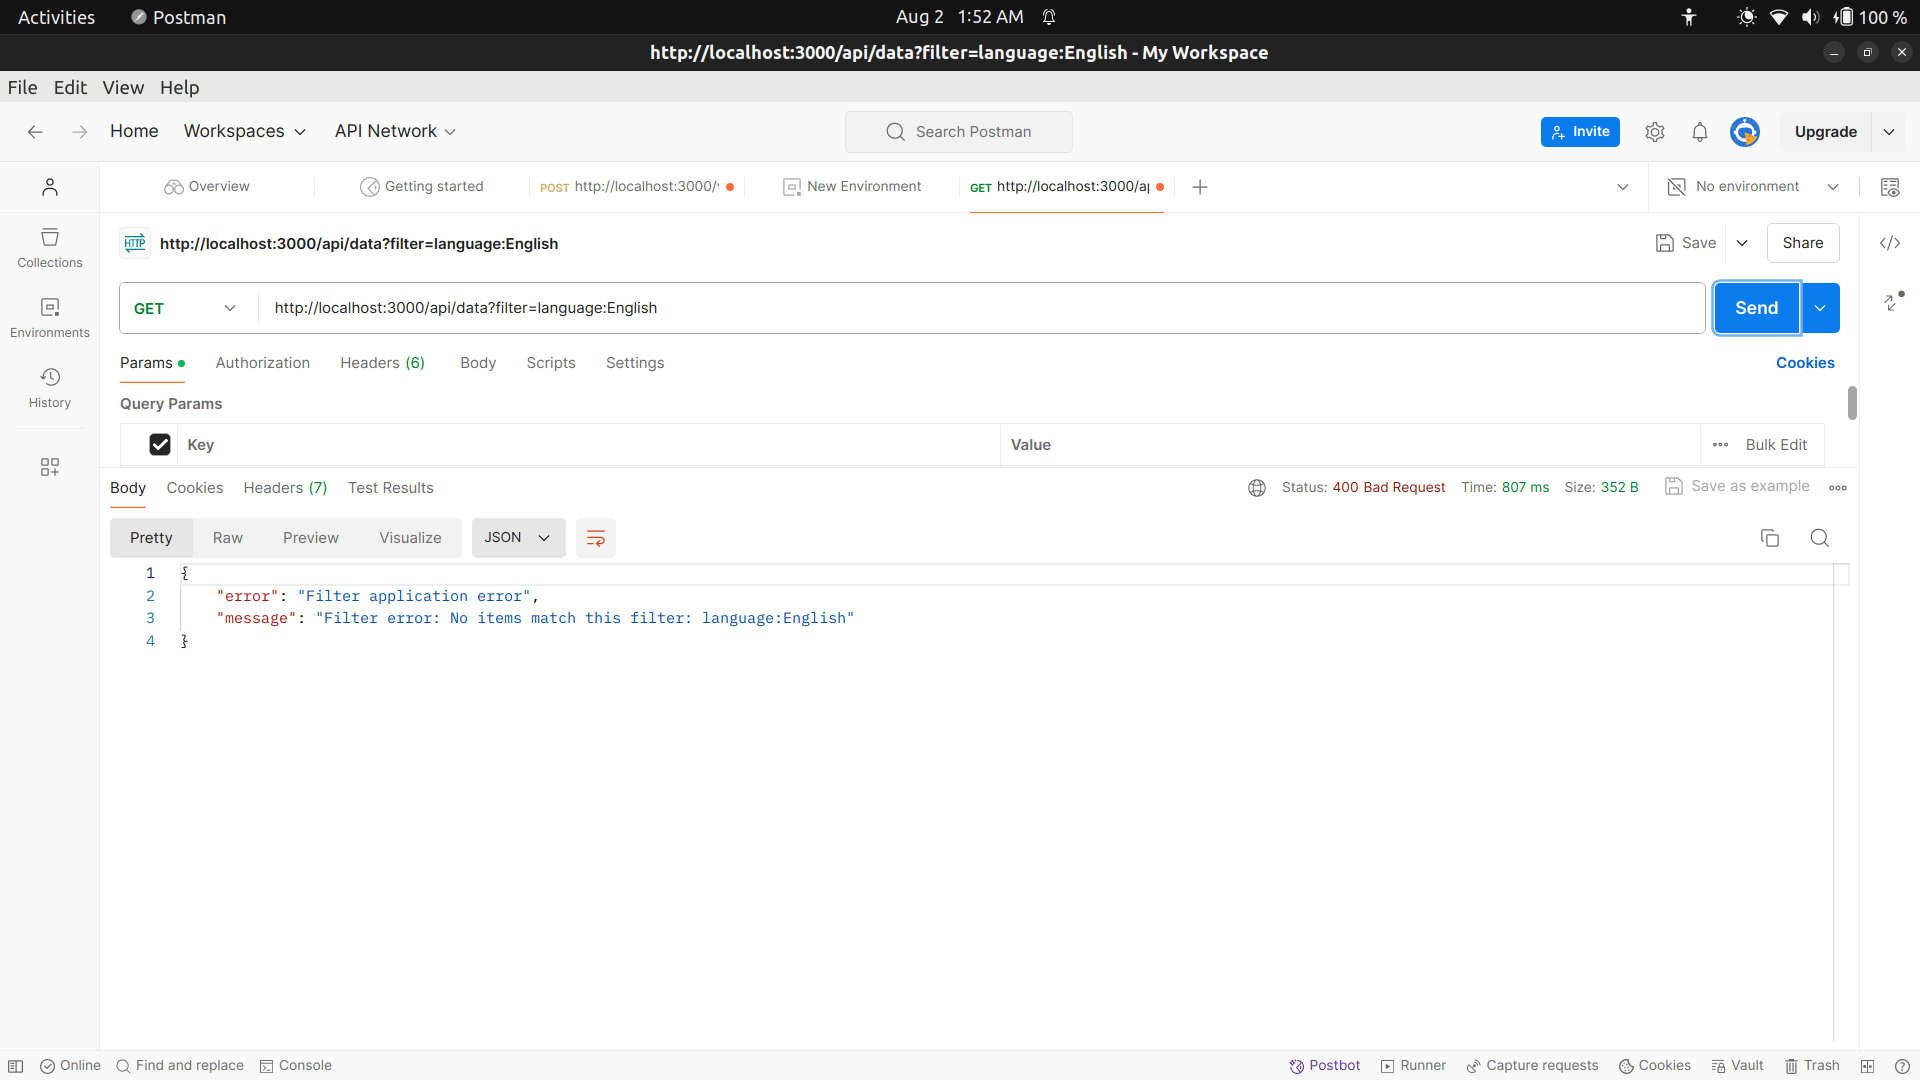 Activities Postman Aug 2 1:52 AM 100 %
http://localhost:3000/api/data?filter=language:English - My Workspace
File Edit View Help
Home Workspaces API Network Search Postman Invite Upgrade
Overview Getting started POST http://localhost:3000/ New Environment GET http://localhost:3000/a No environment
HTTP http://localhost:3000/api/data?filter=language:English Save Share
Collections
GET http://localhost:3000/api/data?filter=language:English Send
Environments
Params Authorization Headers (6) Body Scripts Settings Cookies
History
Query Params
Key Value Bulk Edit
Body Cookies Headers (7) Test Results Status: 400 Bad Request Time: 807 ms Size: 352 B Save as example
Pretty Raw Preview Visualize JSON
1 {
2 "error": "Filter application error",
3 "message": "Filter error: No items match this filter: language:English"
4 }
Online Find and replace Console Postbot Runner Capture requests Cookies Vault Trash